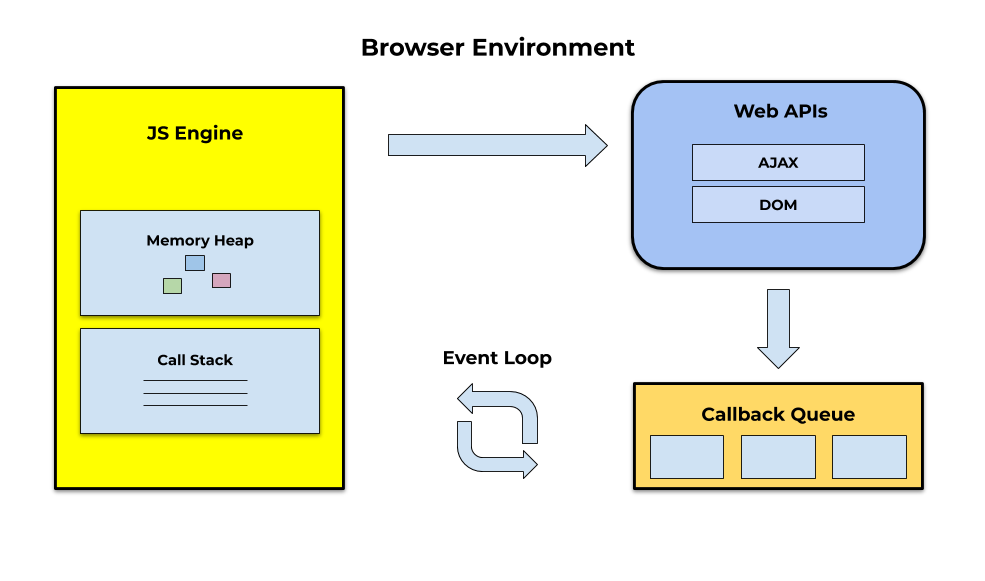 Browser Environment
JS Engine
Memory Heap
Call Stack
Web APIs
AJAX
DOM
Event Loop
Callback Queue